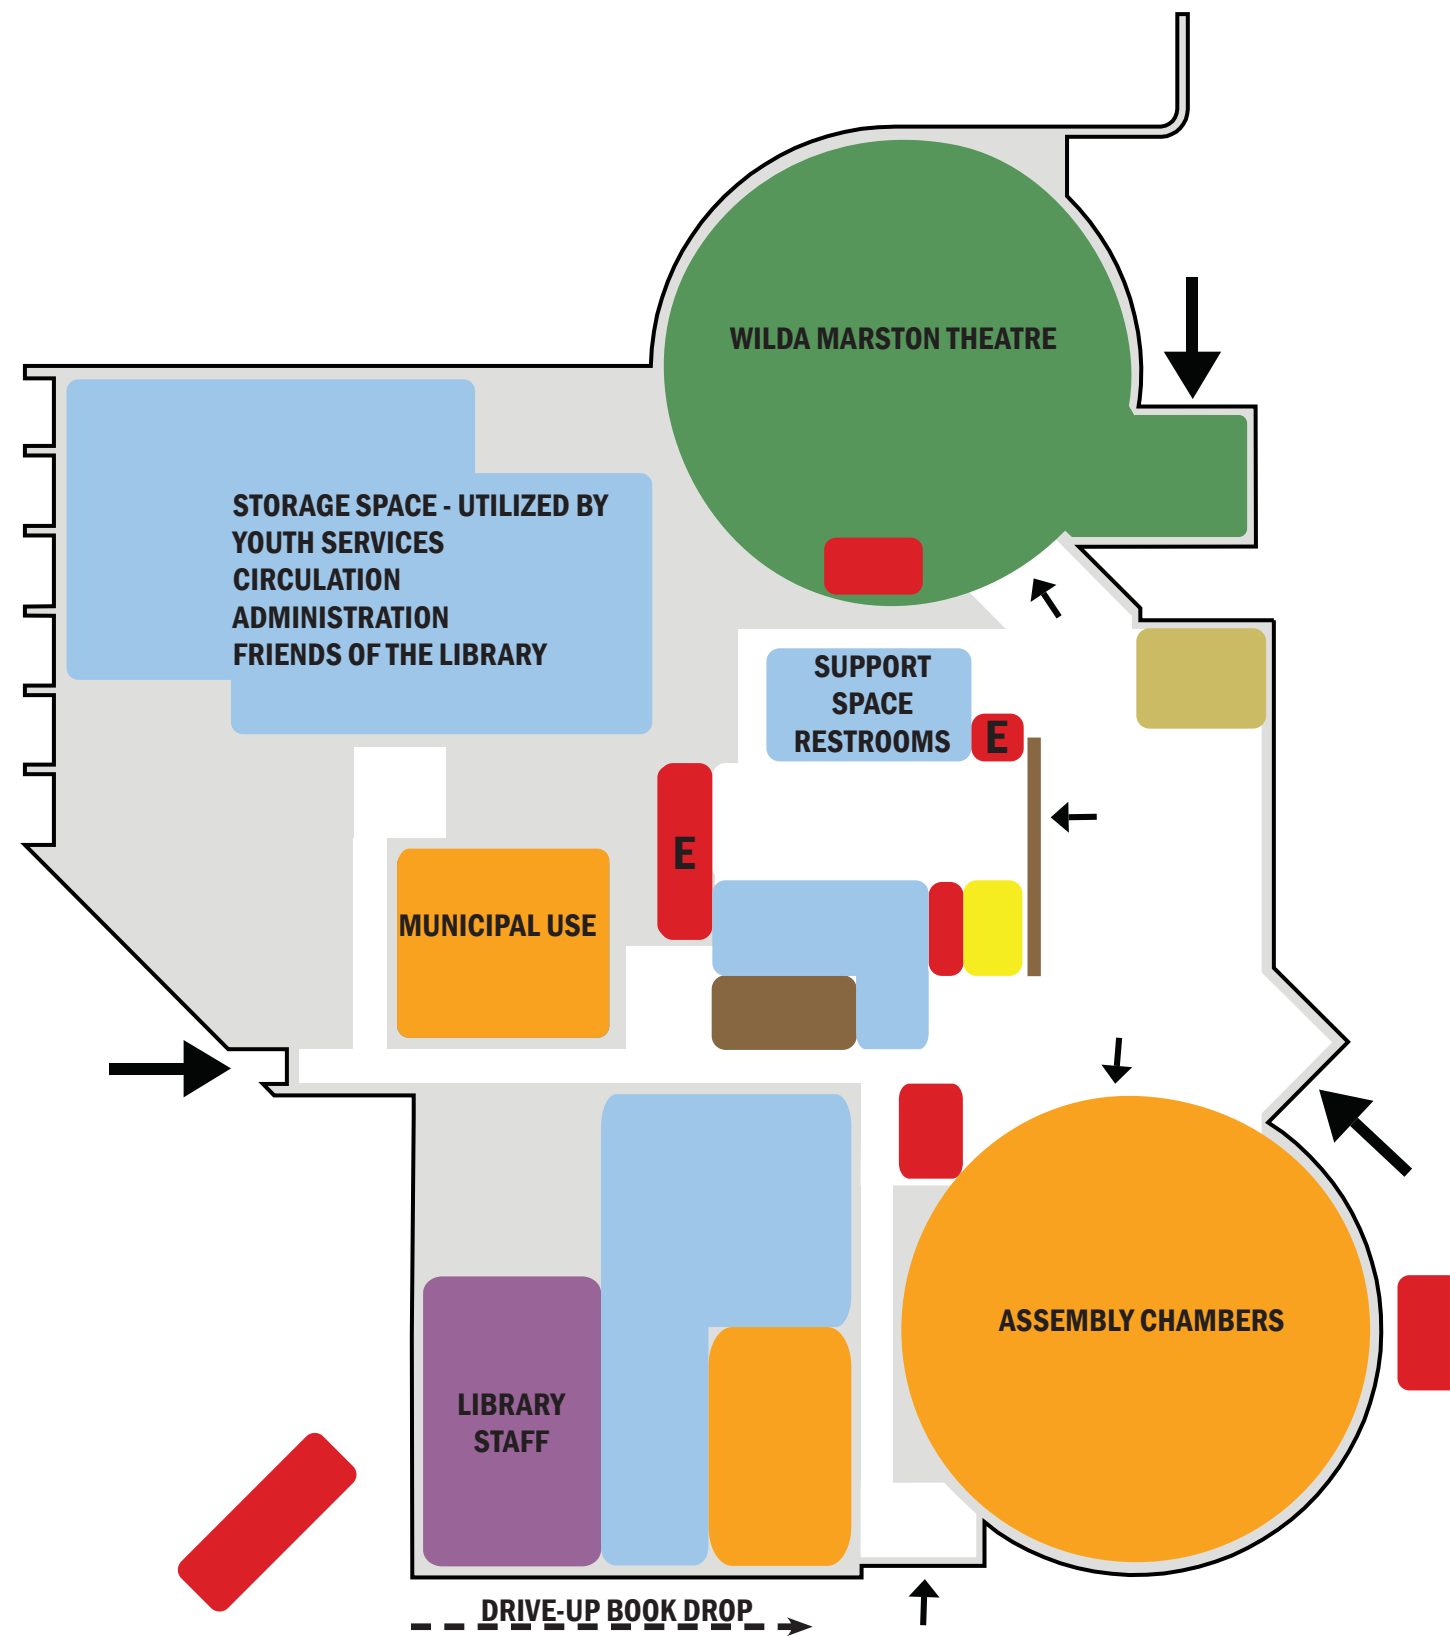 WILDA MARSTON THEATRE
STORAGE SPACE - UTILIZED BY
YOUTH SERVICES
CIRCULATION
ADMINISTRATION
FRIENDS OF THE LIBRARY
SUPPORT
SPACE
RESTROOMS
E
E
MUNICIPAL USE
ASSEMBLY CHAMBERS
LIBRARY
STAFF
DRIVE-UP BOOK DROP